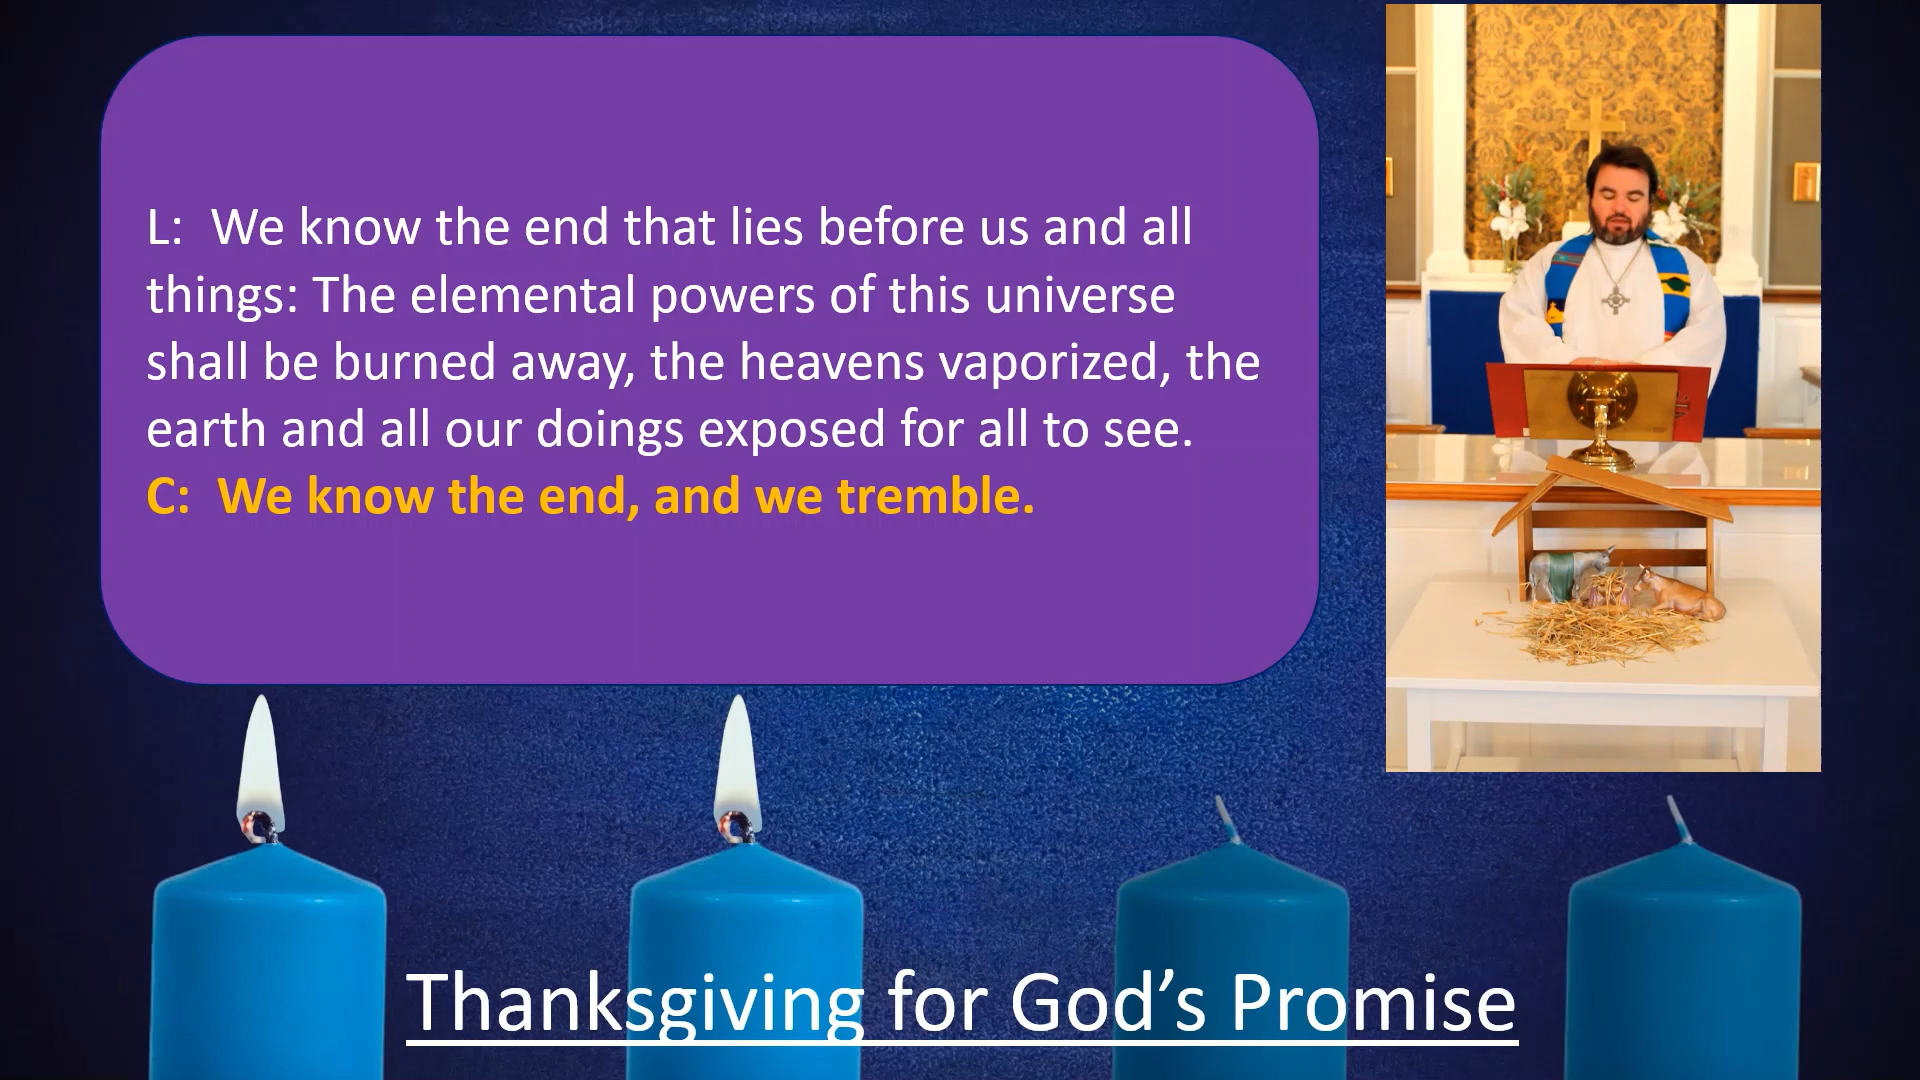 L:  We know the end that lies before us and all
things: The elemental powers of this universe
shall be burned away, the heavens vaporized, the
earth and all our doings exposed for all to see.
C:  We know the end, and we tremble.
Thanksgiving for God’s Promise